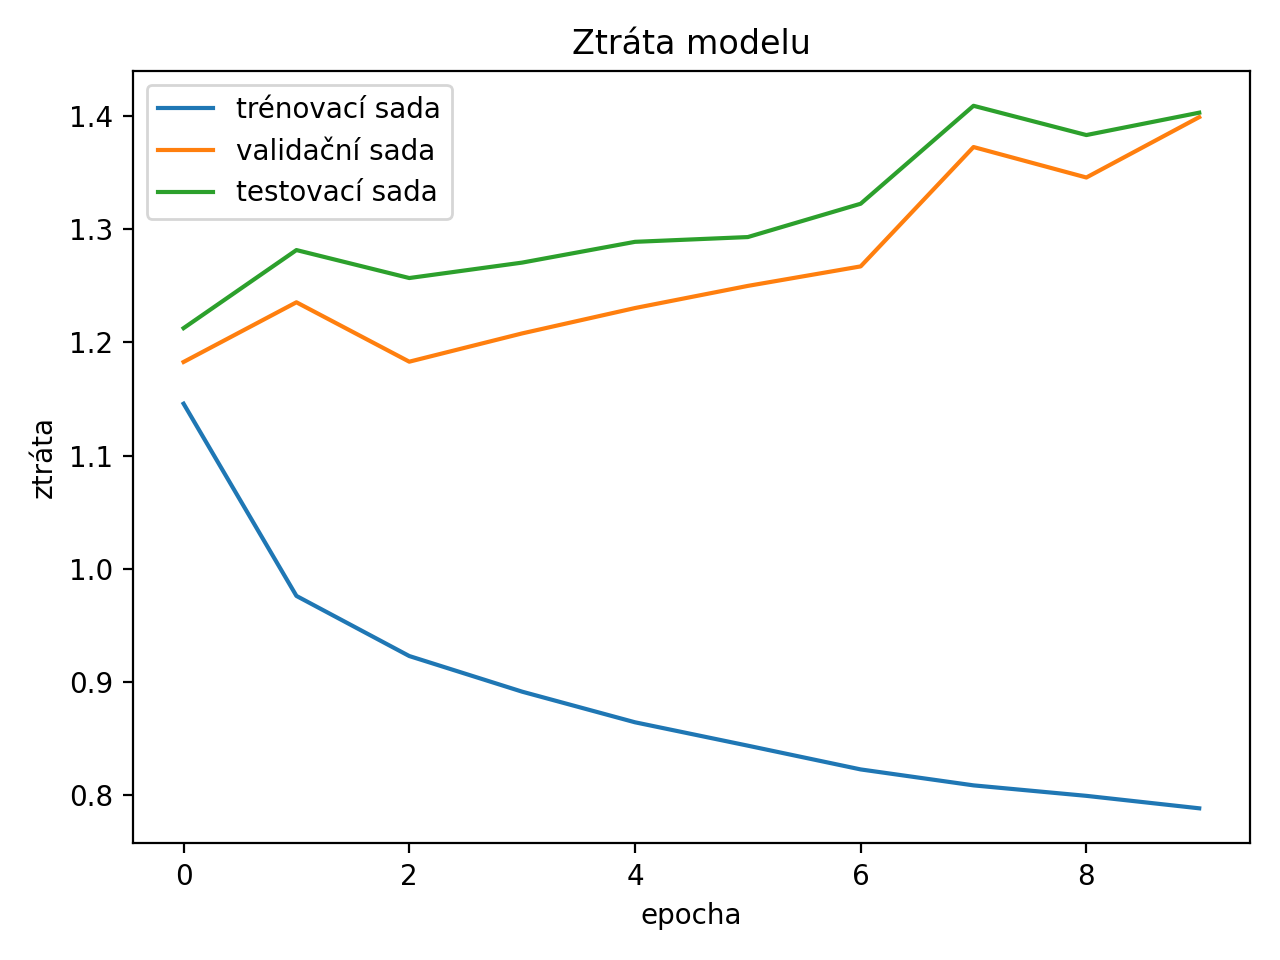 Ztráta modelu
trénovací sada
validační sada
testovací sada
1.4
1.3
1.2
1.1
1.0
0.9
0.8
ztráta
0 2 4 6 8
epocha